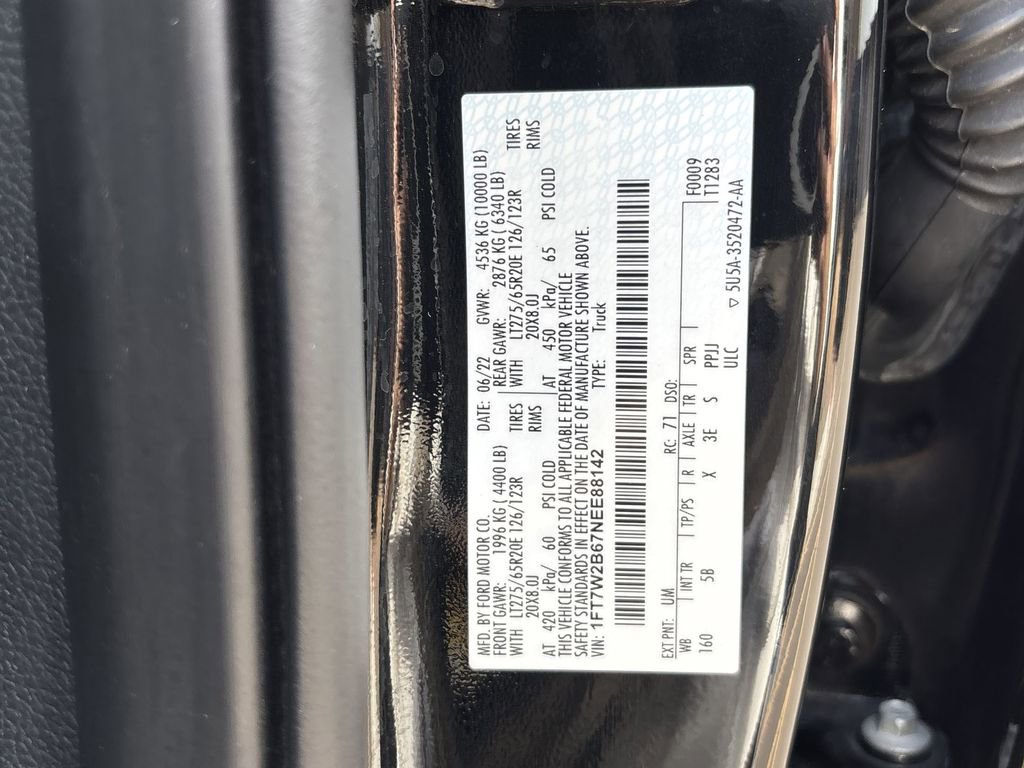 MFD. BY FORD MOTOR CO. DATE: 06/22 GVWR: 4536 KG (10000 LB)
FRONT GAWR: 1996 KG ( 4400 LB) REAR GAWR: 2876 KG ( 6340 LB)
WITH LT275/65R20E 126/123R TIRES WITH LT275/65R20E 126/123R TIRES
20X8.0J RIMS 20X8.0J RIMS
AT 420 kPa/ 60 PSI COLD AT 450 kPa/ 65 PSI COLD
THIS VEHICLE CONFORMS TO ALL APPLICABLE FEDERAL MOTOR VEHICLE
SAFETY STANDARDS IN EFFECT ON THE DATE OF MANUFACTURE SHOWN ABOVE.
VIN: 1FT7W2B67NEE88142 TYPE: Truck
EXT PNT: UM RC: 71 DSO: F0009
WB INT TR TP/PS R AXLE TR SPR T1283
160 5B X 3E S PPJJ
ULC ▽ 5U5A-3520472-AA